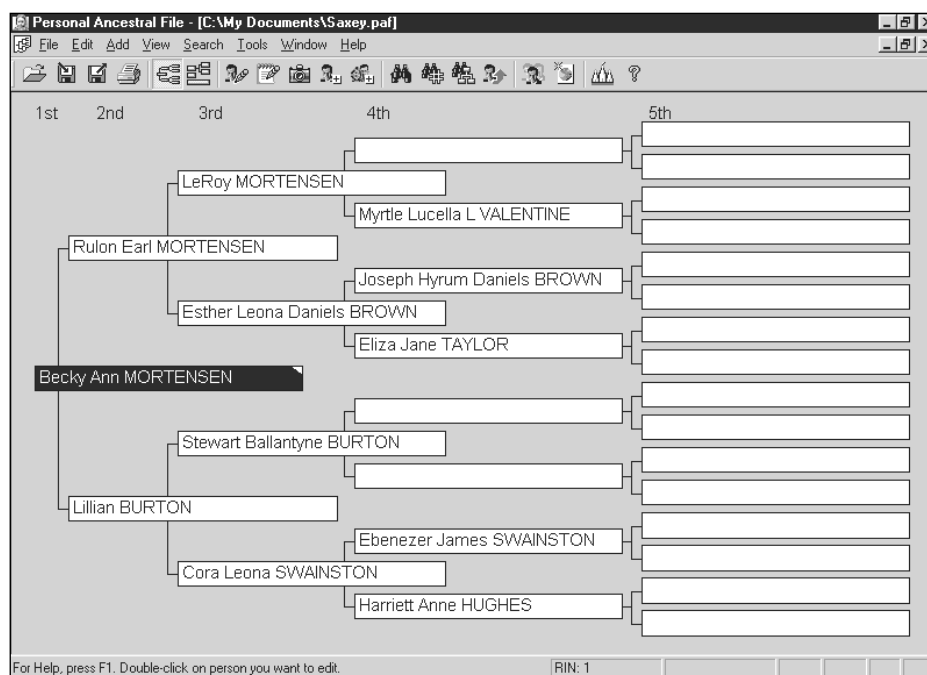 Personal Ancestral File - [C:\My Documents\Saxey.paf]
File Edit Add View Search Tools Window Help
1st 2nd 3rd 4th 5th
LeRoy MORTENSEN
Myrtle Lucella L VALENTINE
Rulon Earl MORTENSEN
Joseph Hyrum Daniels BROWN
Esther Leona Daniels BROWN
Eliza Jane TAYLOR
Becky Ann MORTENSEN
Stewart Ballantyne BURTON
Lillian BURTON
Ebenezer James SWAINSTON
Cora Leona SWAINSTON
Harriett Anne HUGHES
For Help, press F1. Double-click on person you want to edit. RIN: 1